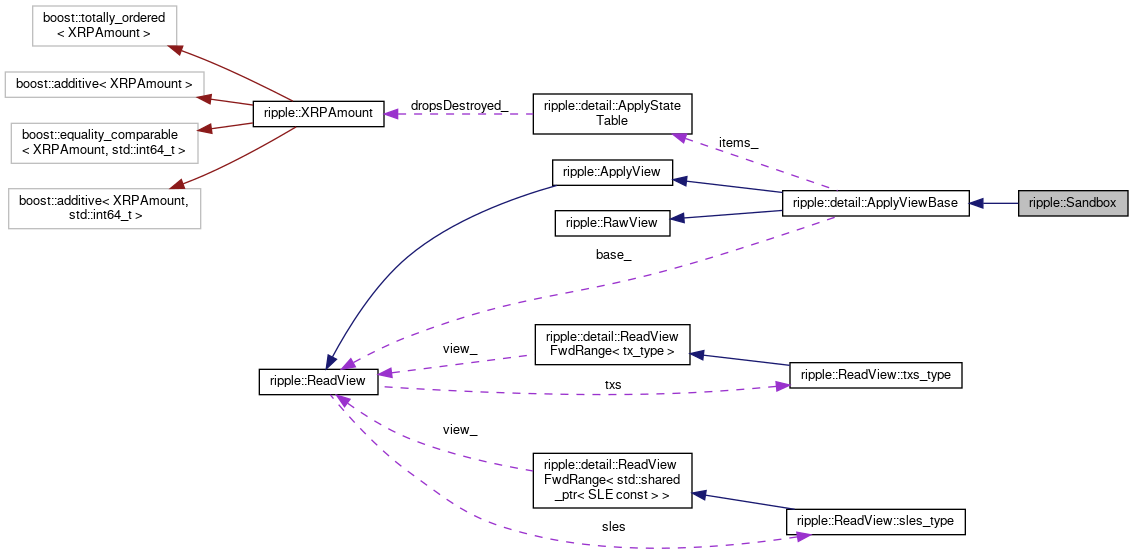 boost::totally_ordered
< XRPAmount >
boost::additive< XRPAmount >
boost::equality_comparable
< XRPAmount, std::int64_t >
boost::additive< XRPAmount,
std::int64_t >
ripple::XRPAmount
dropsDestroyed_
ripple::detail::ApplyState
Table
items_
ripple::ApplyView
ripple::RawView
ripple::detail::ApplyViewBase
ripple::Sandbox
base_
ripple::detail::ReadView
FwdRange< tx_type >
view_
ripple::ReadView::txs_type
ripple::ReadView
txs
view_
ripple::detail::ReadView
FwdRange< std::shared
_ptr< SLE const > >
ripple::ReadView::sles_type
sles